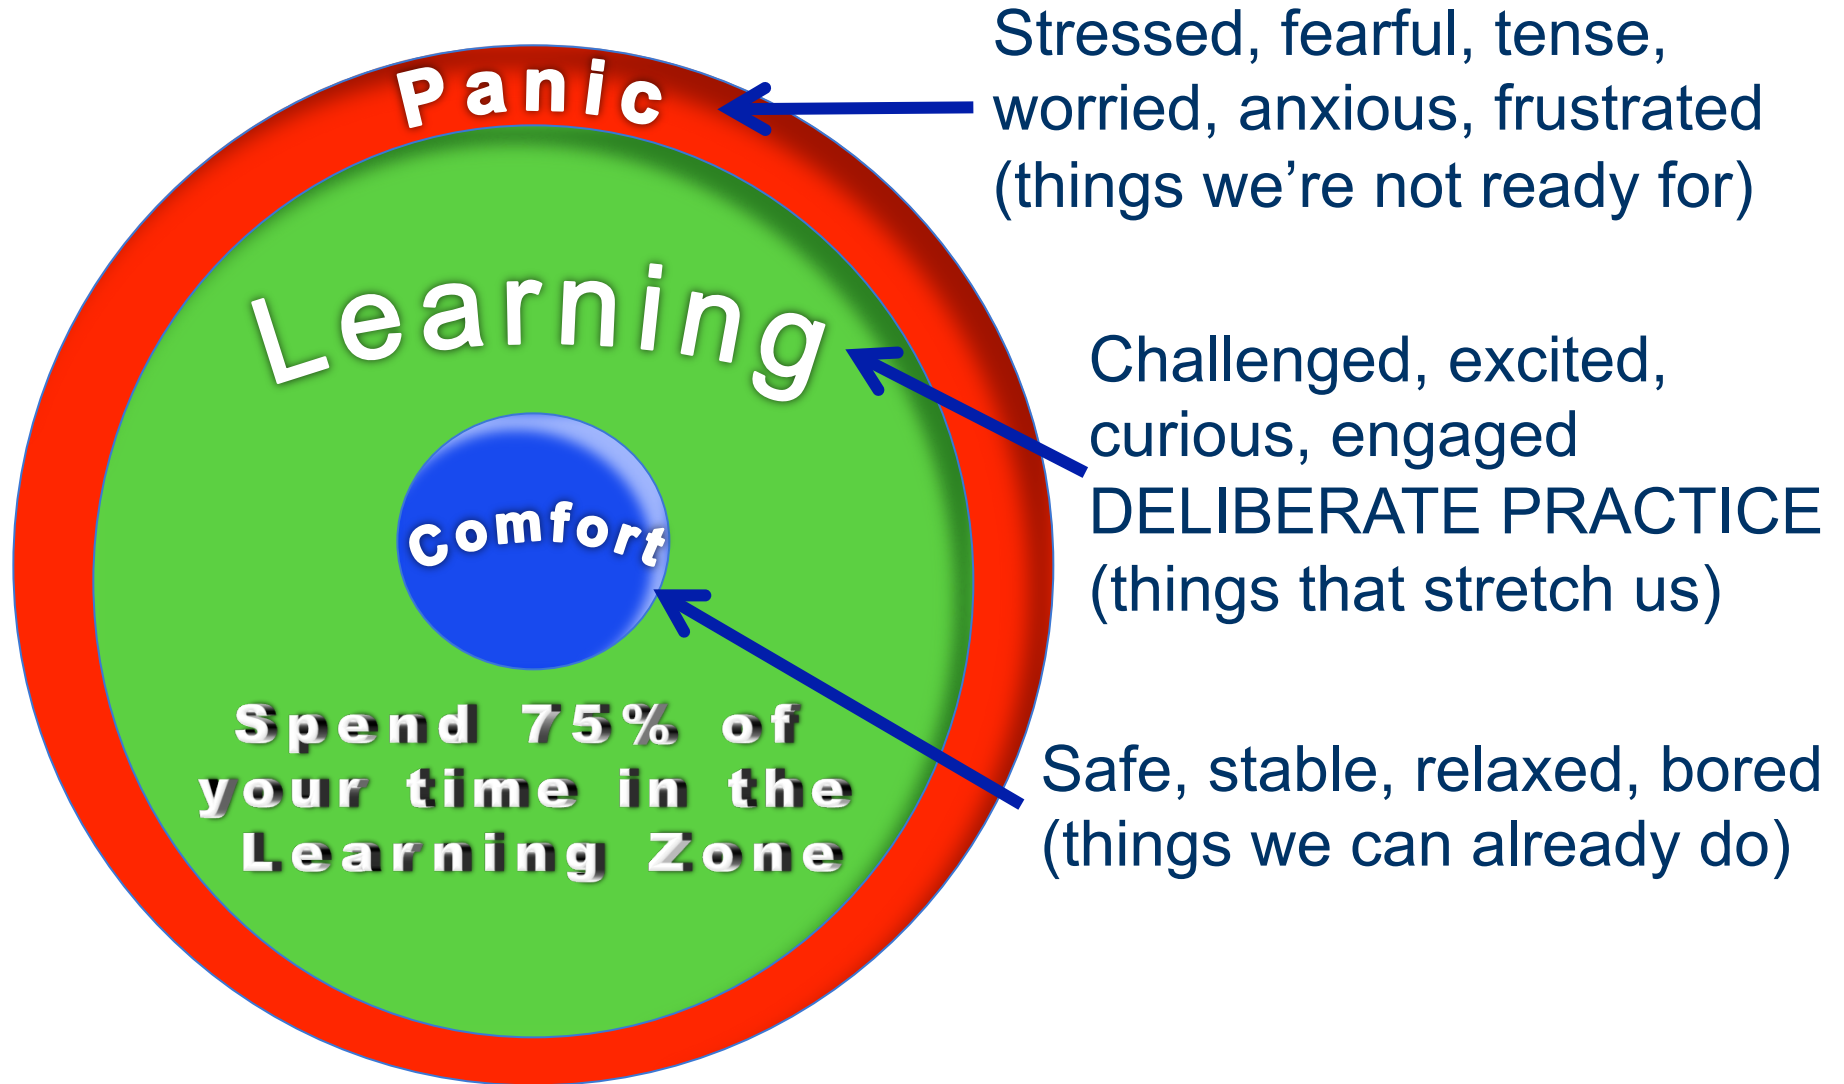 Panic
Stressed, fearful, tense,
worried, anxious, frustrated
(things we’re not ready for)
Learning
Challenged, excited,
curious, engaged
DELIBERATE PRACTICE
(things that stretch us)
Comfort
Spend 75% of
your time in the
Learning Zone
Safe, stable, relaxed, bored
(things we can already do)